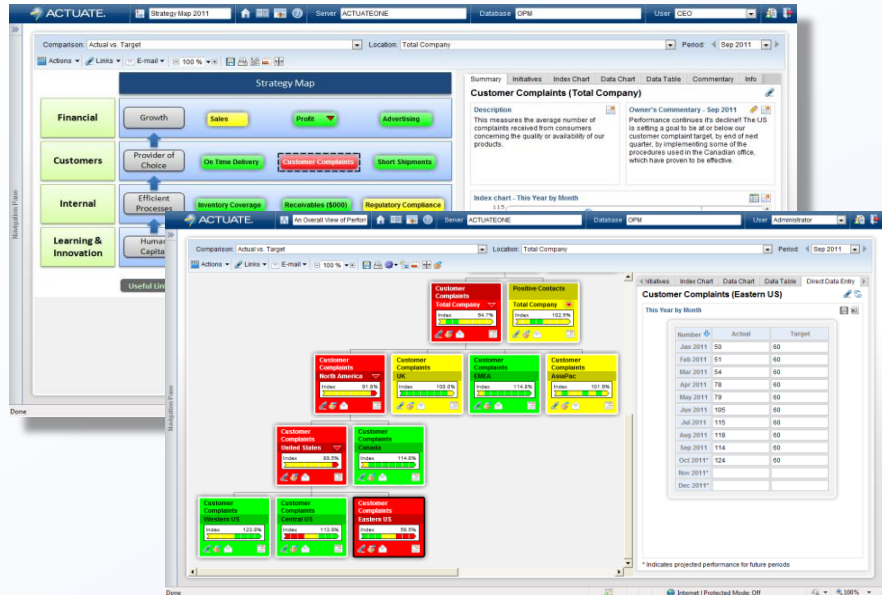 ACTUATE.
Strategy Map 2011
Server ACTUATEONE
Database OPM
User CEO
Comparison: Actual vs. Target
Location: Total Company
Period: Sep 2011
Actions Links E-mail 100 %
Strategy Map
Financial
Growth
Sales
Profit
Advertising
Customers
Provider of
Choice
On Time Delivery
Customer Complaints
Short Shipments
Internal
Efficient
Processes
Inventory Coverage
Receivables ($000)
Regulatory Compliance
Learning &
Innovation
Human
Navigation Pane
Done
Summary Initiatives Index Chart Data Chart Data Table Commentary Info
Customer Complaints (Total Company)
Description
This measures the average number of
complaints received from consumers
concerning the quality or availability of our
products.
Owner's Commentary - Sep 2011
Performance continues it's decline!! The US
is setting a goal to be at or below our
customer complaint target, by end of next
quarter, by implementing some of the
procedures used in the Canadian office,
which have proven to be effective.
Index chart - This Year by Month
115
ACTUATE.
An Overall View of Perforn
Server ACTUATEONE
Database OPM
User Administrator
Comparison: Actual vs. Target
Location: Total Company
Period: Sep 2011
Actions Links E-mail 100 %
Customer
Complaints
Total Company
Index 94.7%
Positive Contacts
Total Company
Index 102.9%
Customer
Complaints
North America
Index 91.8%
Customer
Complaints
UK
Index 100.0%
Customer
Complaints
EMEA
Index 114.8%
Customer
Complaints
AsiaPac
Index 101.9%
Customer
Complaints
United States
Index 89.5%
Customer
Complaints
Canada
Index 114.8%
Customer
Complaints
Western US
Index 123.9%
Customer
Complaints
Central US
Index 113.9%
Customer
Complaints
Eastern US
Index 59.5%
Navigation Pane
Index Chart Data Chart Data Table Direct Data Entry
Customer Complaints (Eastern US)
This Year by Month
Number Actual Target
Jan 2011 50 60
Feb 2011 51 60
Mar 2011 54 60
Apr 2011 78 60
May 2011 79 60
Jun 2011 105 60
Jul 2011 115 60
Aug 2011 118 60
Sep 2011 114 60
Oct 2011* 124 60
Nov 2011*
Dec 2011*
* Indicates projected performance for future periods
Done
Internet | Protected Mode: Off
100%